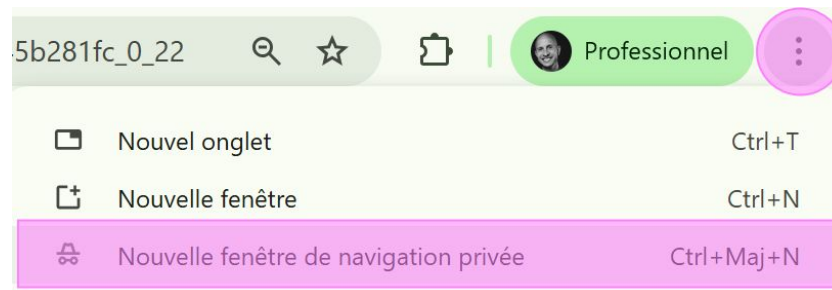 5b281fc_0_22 Professionnel
Nouvel onglet Ctrl+T
Nouvelle fenêtre Ctrl+N
Nouvelle fenêtre de navigation privée Ctrl+Maj+N